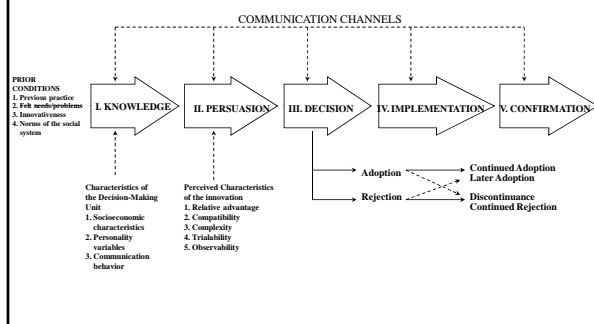 COMMUNICATION CHANNELS
PRIOR
CONDITIONS
1. Previous practice
2. Felt needs/problems
3. Innovativeness
4. Norms of the social
system
I. KNOWLEDGE
II. PERSUASION
III. DECISION
IV. IMPLEMENTATION
V. CONFIRMATION
Adoption
Rejection
Continued Adoption
Later Adoption
Discontinuance
Continued Rejection
Characteristics of
the Decision-Making
Unit
1. Socioeconomic
characteristics
2. Personality
variables
3. Communication
behavior
Perceived Characteristics
of the innovation
1. Relative advantage
2. Compatibility
3. Complexity
4. Trialability
5. Observability